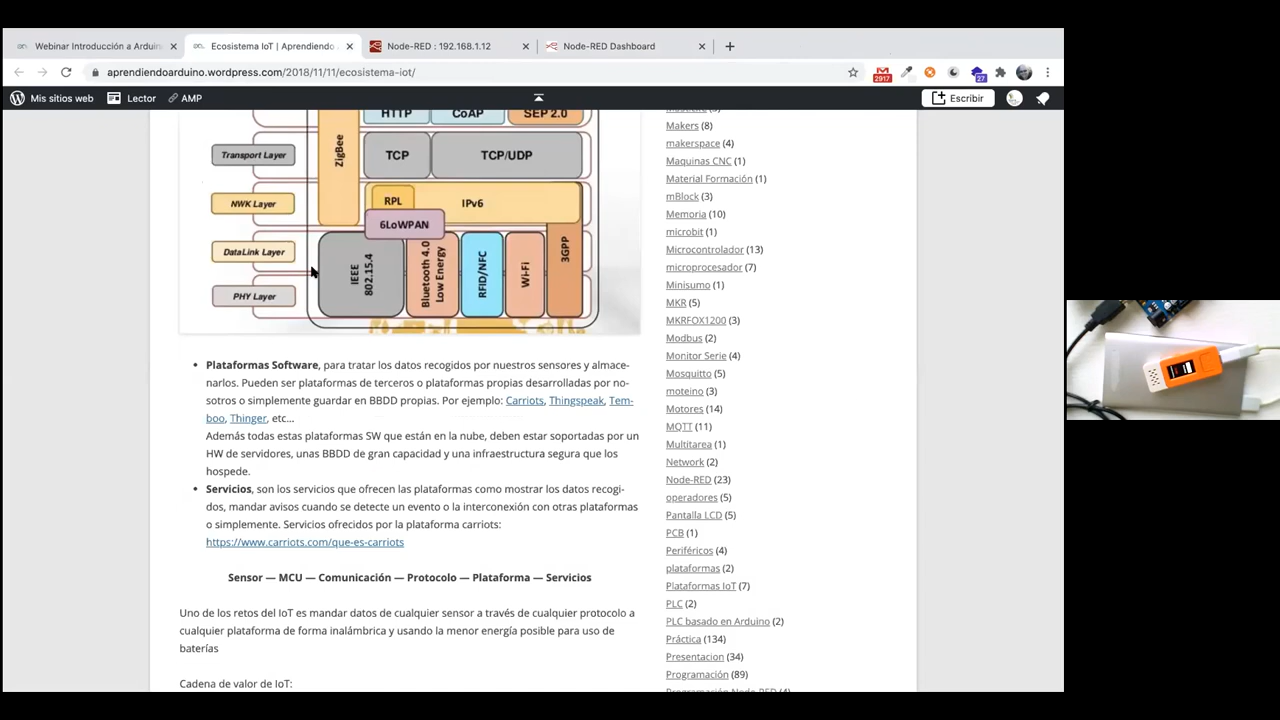 Webinar Introducción a Arduin
Ecosistema IoT | Aprendiendo
Node-RED : 192.168.1.12
Node-RED Dashboard
aprendiendoarduino.wordpress.com/2018/11/11/ecosistema-iot/
2917
27
Mis sitios web
Lector
AMP
Escribir
HTTP
CoAP
SEP 2.0
Transport Layer
ZigBee
TCP
TCP/UDP
NWK Layer
RPL
IPv6
6LoWPAN
DataLink Layer
PHY Layer
IEEE
802.15.4
Bluetooth 4.0
Low Energy
RFID/NFC
Wi-Fi
3GPP
• Plataformas Software, para tratar los datos recogidos por nuestros sensores y almace-
narlos. Pueden ser plataformas de terceros o plataformas propias desarrolladas por no-
sotros o simplemente guardar en BBDD propias. Por ejemplo: Carriots, Thingspeak, Tem-
boo, Thinger, etc…
Además todas estas plataformas SW que están en la nube, deben estar soportadas por un
HW de servidores, unas BBDD de gran capacidad y una infraestructura segura que los
hospede.
• Servicios, son los servicios que ofrecen las plataformas como mostrar los datos recogi-
dos, mandar avisos cuando se detecte un evento o la interconexión con otras plataformas
o simplemente. Servicios ofrecidos por la plataforma carriots:
https://www.carriots.com/que-es-carriots
Sensor — MCU — Comunicación — Protocolo — Plataforma — Servicios
Uno de los retos del IoT es mandar datos de cualquier sensor a través de cualquier protocolo a
cualquier plataforma de forma inalámbrica y usando la menor energía posible para uso de
baterías
Cadena de valor de IoT:
Makers (8)
makerspace (4)
Maquinas CNC (1)
Material Formación (1)
mBlock (3)
Memoria (10)
microbit (1)
Microcontrolador (13)
microprocesador (7)
Minisumo (1)
MKR (5)
MKRFOX1200 (3)
Modbus (2)
Monitor Serie (4)
Mosquitto (5)
moteino (3)
Motores (14)
MQTT (11)
Multitarea (1)
Network (2)
Node-RED (23)
operadores (5)
Pantalla LCD (5)
PCB (1)
Periféricos (4)
plataformas (2)
Plataformas IoT (7)
PLC (2)
PLC basado en Arduino (2)
Práctica (134)
Presentacion (34)
Programación (89)
Programación Node-RED (4)